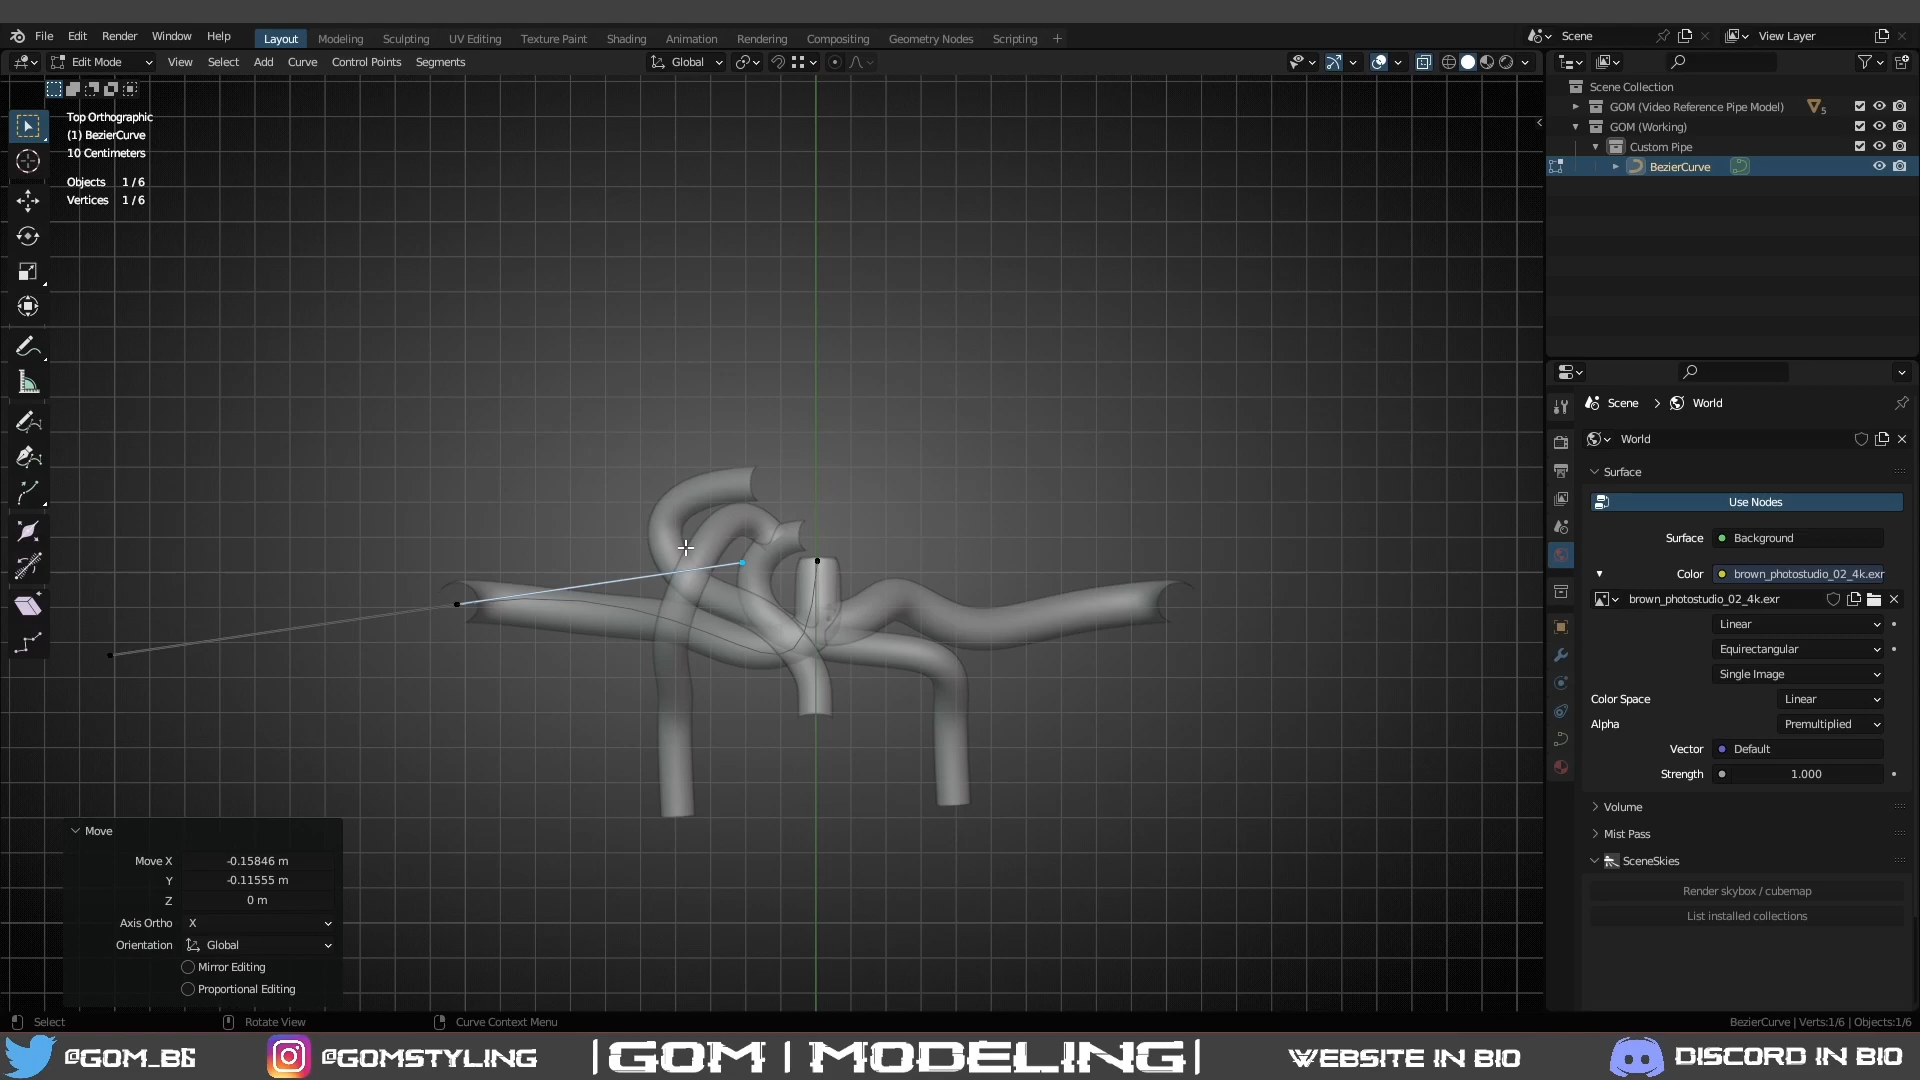 File Edit Render Window Help Layout Modeling Sculpting UV Editing Texture Paint Shading Animation Rendering Compositing Geometry Nodes Scripting + Scene View Layer
Edit Mode View Select Add Curve Control Points Segments Global
Top Orthographic
(1) BezierCurve
10 Centimeters
Objects 1/6
Vertices 1/6
Scene Collection
GOM (Video Reference Pipe Model) 5
GOM (Working)
Custom Pipe
BezierCurve
Scene > World
World
Surface
Use Nodes
Surface Background
Color brown_photostudio_02_4k.exr
brown_photostudio_02_4k.exr
Linear
Equirectangular
Single Image
Color Space Linear
Alpha Premultiplied
Vector Default
Strength 1.000
Volume
Mist Pass
SceneSkies
Render skybox / cubemap
List installed collections
Move
Move X -0.15846 m
Y -0.11555 m
Z 0 m
Axis Ortho X
Orientation Global
Mirror Editing
Proportional Editing
Select Rotate View Curve Context Menu BezierCurve | Verts:1/6 | Objects:1/6
@GOM_B6 @GOMSTYLING | GOM | MODELING | WEBSITE IN BIO DISCORD IN BIO